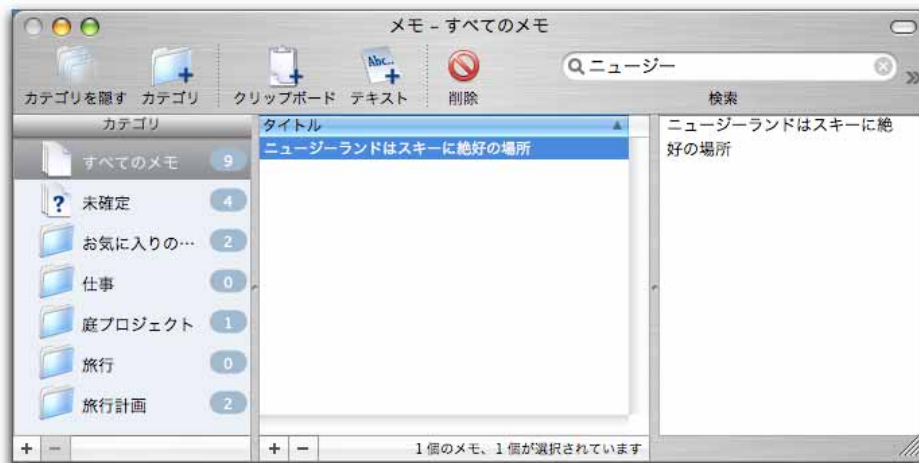 メモ – すべてのメモ
カテゴリを隠す カテゴリ クリップボード Abc.. テキスト 削除 ニュージー 検索
カテゴリ
すべてのメモ 9
? 未確定 4
お気に入りの… 2
仕事 0
庭プロジェクト 1
旅行 0
旅行計画 2
タイトル
ニュージーランドはスキーに絶好の場所
1 個のメモ、1 個が選択されています
ニュージーランドはスキーに絶
好の場所